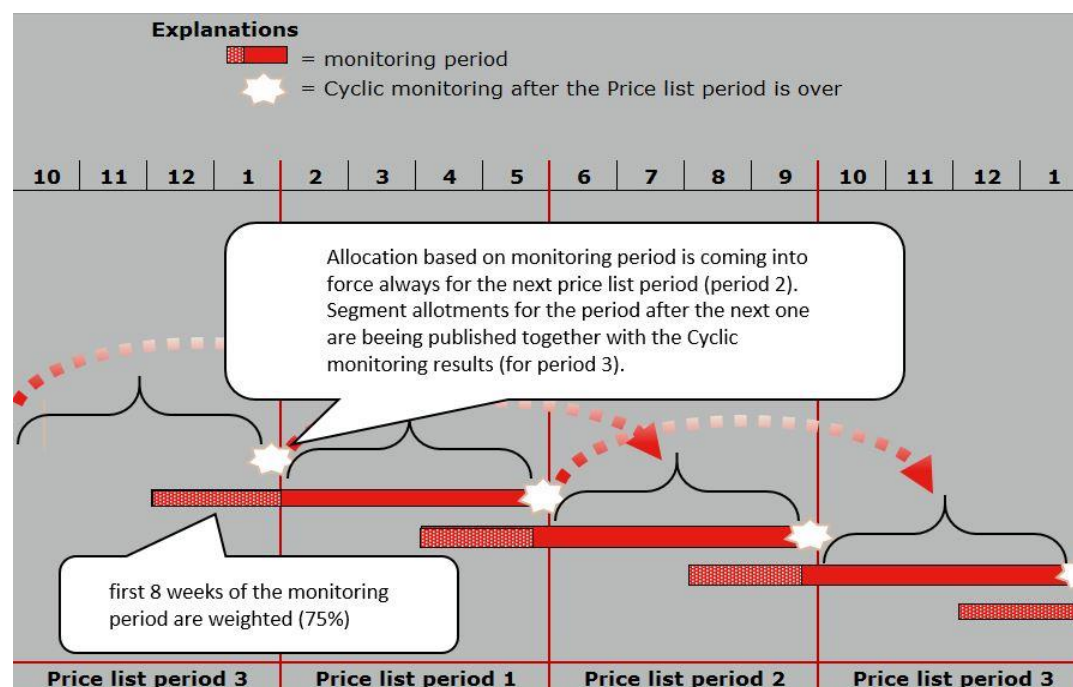 Explanations
= monitoring period
= Cyclic monitoring after the Price list period is over
10 11 12 1 2 3 4 5 6 7 8 9 10 11 12 1
Allocation based on monitoring period is coming into
force always for the next price list period (period 2).
Segment allotments for the period after the next one
are beeing published together with the Cyclic
monitoring results (for period 3).
first 8 weeks of the monitoring
period are weighted (75%)
Price list period 3 Price list period 1 Price list period 2 Price list period 3